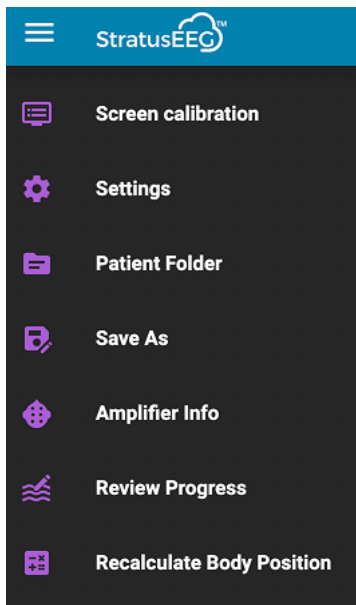 StratusEEG™
Screen calibration
Settings
Patient Folder
Save As
Amplifier Info
Review Progress
Recalculate Body Position